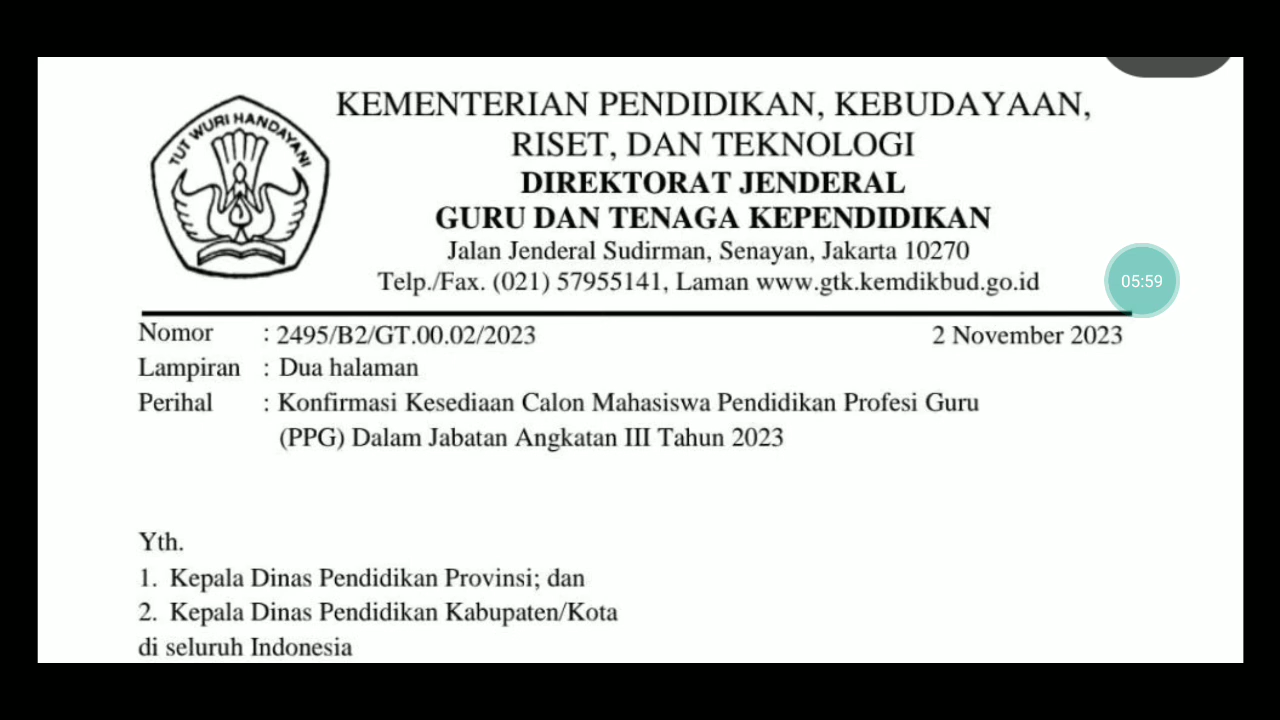 TUT WURI HANDAYANI
KEMENTERIAN PENDIDIKAN, KEBUDAYAAN,
RISET, DAN TEKNOLOGI
DIREKTORAT JENDERAL
GURU DAN TENAGA KEPENDIDIKAN
Jalan Jenderal Sudirman, Senayan, Jakarta 10270
Telp./Fax. (021) 57955141, Laman www.gtk.kemdikbud.go.id
05:59
Nomor : 2495/B2/GT.00.02/2023 2 November 2023
Lampiran : Dua halaman
Perihal : Konfirmasi Kesediaan Calon Mahasiswa Pendidikan Profesi Guru
(PPG) Dalam Jabatan Angkatan III Tahun 2023
Yth.
1. Kepala Dinas Pendidikan Provinsi; dan
2. Kepala Dinas Pendidikan Kabupaten/Kota
di seluruh Indonesia